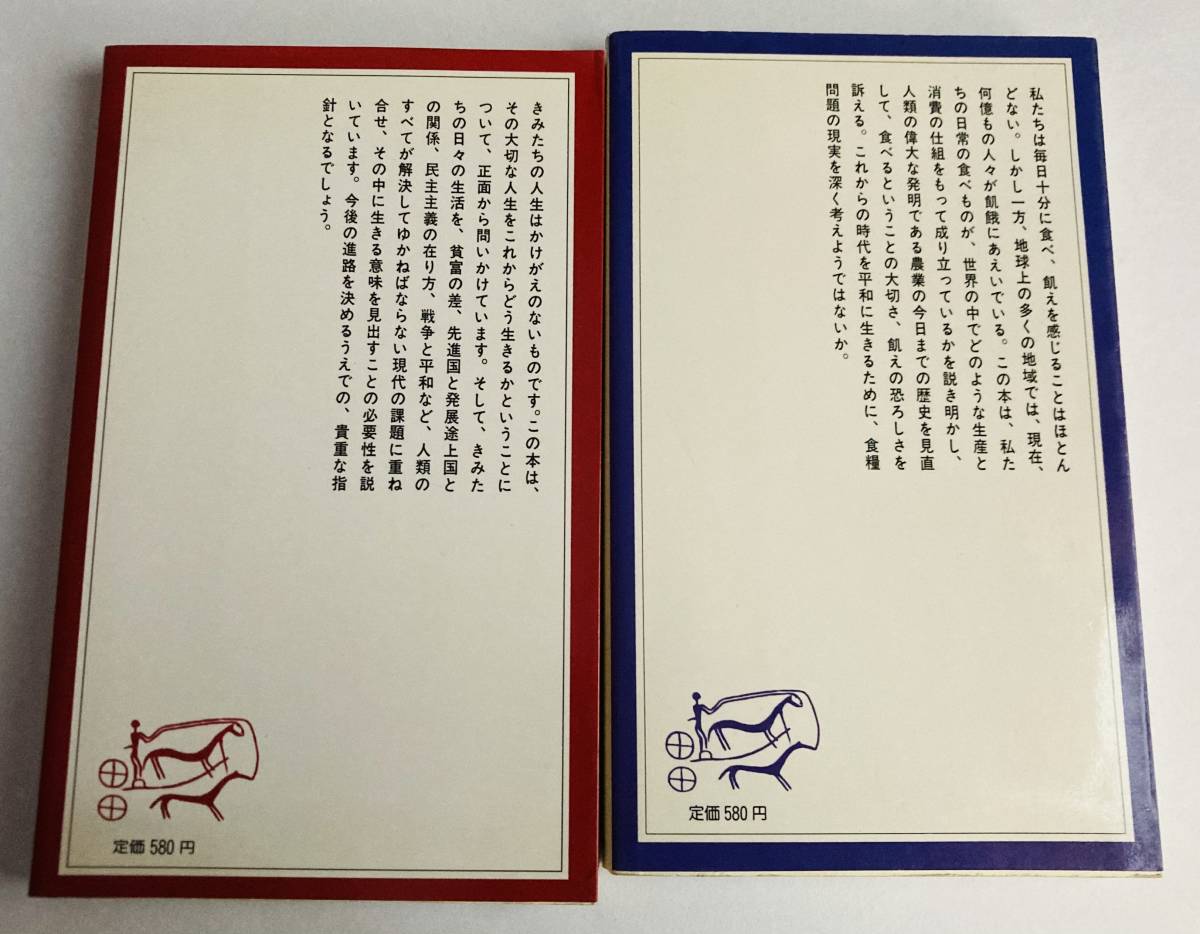 きみたちの人生はかけがえのないものです。この本は、
その大切な人生をこれからどう生きるかということに
ついて、正面から問いかけています。そして、きみた
ちの日々の生活を、貧富の差、先進国と発展途上国と
の関係、民主主義の在り方、戦争と平和など、人類の
すべてが解決してゆかねばならない現代の課題に重ね
合せ、その中に生きる意味を見出すことの必要性を説
いています。今後の進路を決めるうえでの、貴重な指
針となるでしょう。
定価 580 円
私たちは毎日十分に食べ、飢えを感じることはほとん
どない。しかし一方、地球上の多くの地域では、現在、
何億もの人々が飢餓にあえいでいる。この本は、私た
ちの日常の食べものが、世界の中でどのような生産と
消費の仕組をもって成り立っているかを説き明かし、
人類の偉大な発明である農業の今日までの歴史を見直
して、食べるということの大切さ、飢えの恐ろしさを
訴える。これからの時代を平和に生きるために、食糧
問題の現実を深く考えようではないか。
定価 580 円